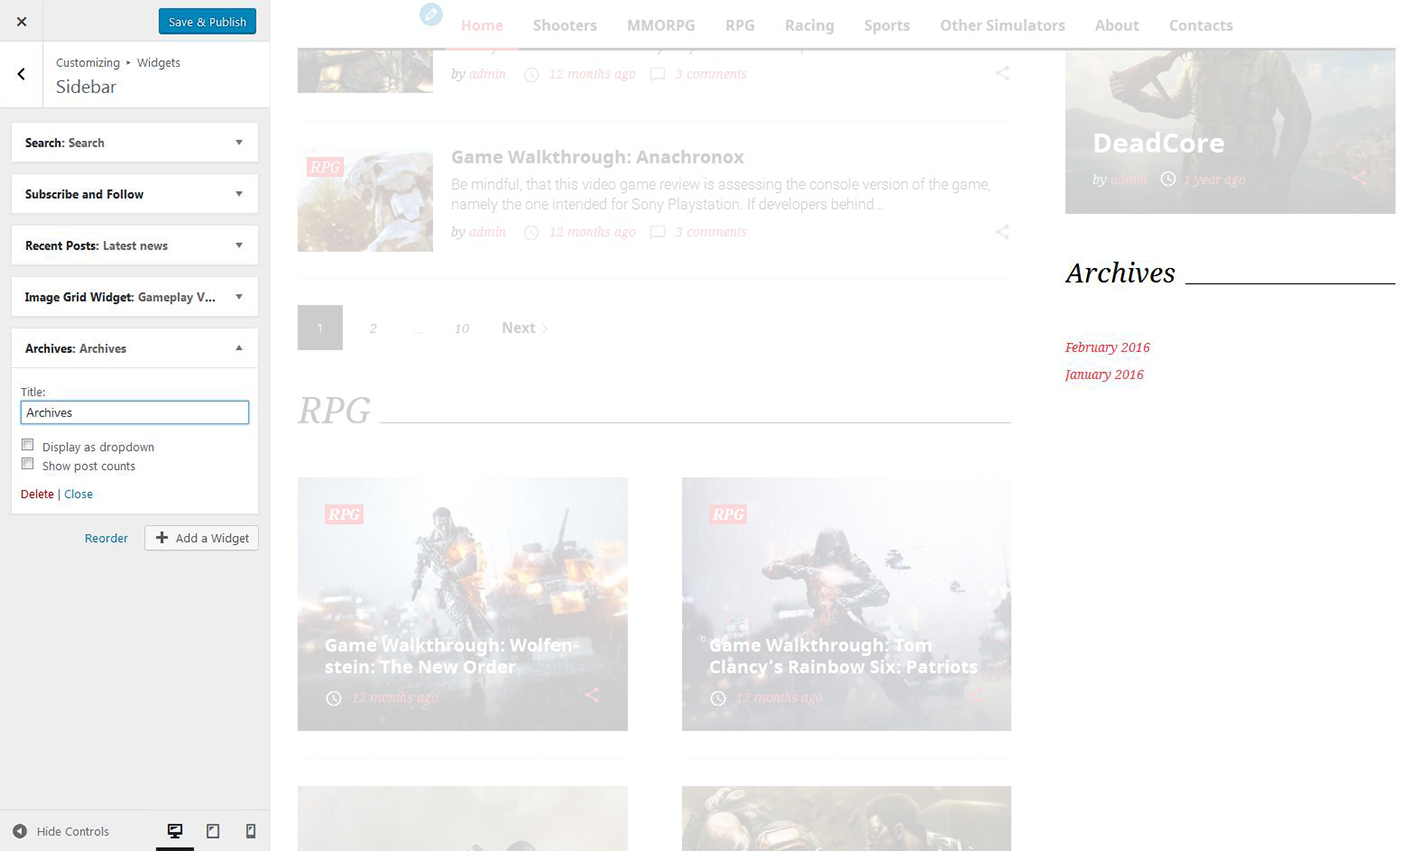 Save & Publish
Customizing ▸ Widgets
Sidebar
Search: Search
Subscribe and Follow
Recent Posts: Latest news
Image Grid Widget: Gameplay V...
Archives: Archives
Title:
Archives
Display as dropdown
Show post counts
Delete | Close
Reorder
Add a Widget
Hide Controls
Home Shooters MMORPG RPG Racing Sports Other Simulators About Contacts
by admin 12 months ago 3 comments
RPG
Game Walkthrough: Anachronox
Be mindful, that this video game review is assessing the console version of the game,
namely the one intended for Sony Playstation. If developers behind...
by admin 12 months ago 3 comments
1 2 ... 10 Next
RPG
RPG
Game Walkthrough: Wolfen-
stein: The New Order
12 months ago
RPG
Game Walkthrough: Tom
Clancy's Rainbow Six: Patriots
12 months ago
DeadCore
by admin 1 year ago
Archives
February 2016
January 2016